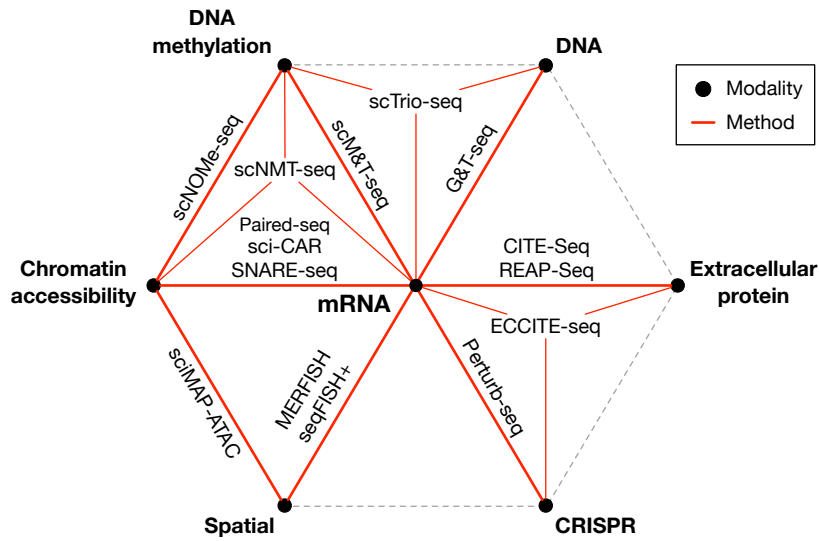 DNA
methylation
DNA
Modality
Method
scTrio-seq
scNOMe-seq
scM&T-seq
G&T-seq
scNMT-seq
Paired-seq
sci-CAR
SNARE-seq
CITE-Seq
REAP-Seq
Chromatin
accessibility
mRNA
Extracellular
protein
ECCITE-seq
sciMAP-ATAC
MERFISH
seqFISH+
Perturb-seq
Spatial
CRISPR